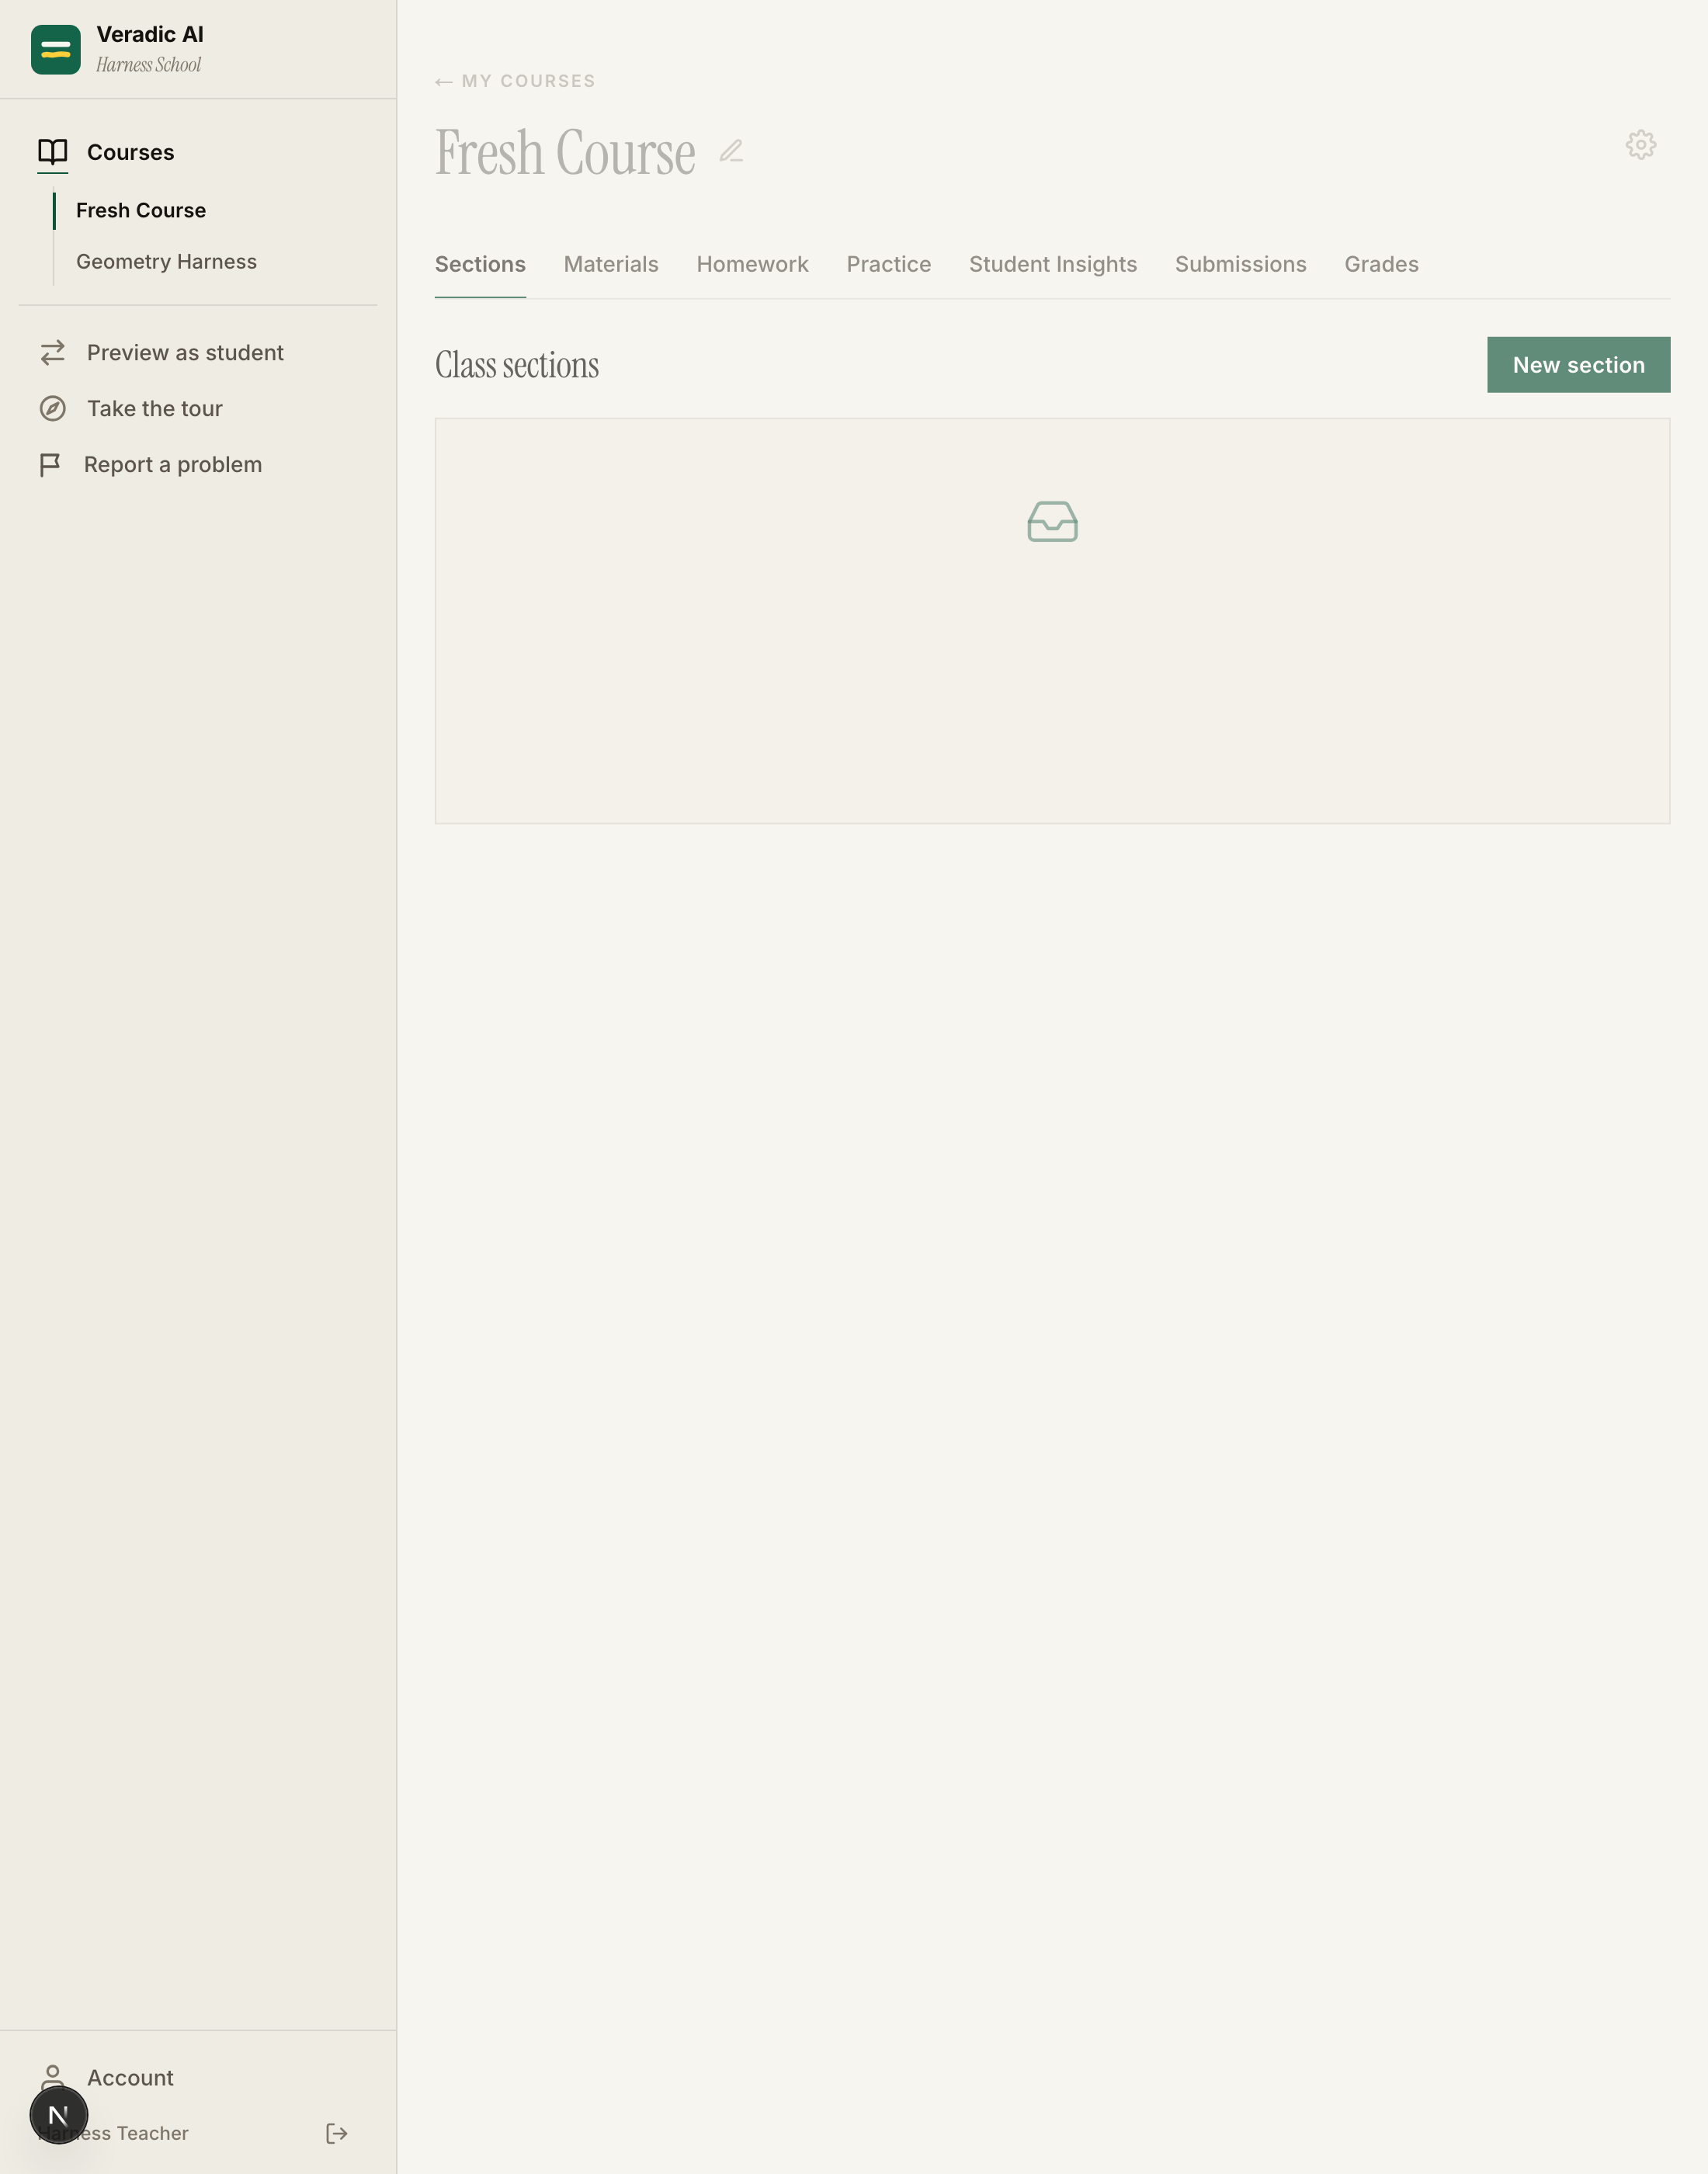 Veradic AI
Harness School
Courses
Fresh Course
Geometry Harness
Preview as student
Take the tour
Report a problem
Account
Harness Teacher
← MY COURSES
Fresh Course
Sections Materials Homework Practice Student Insights Submissions Grades
Class sections
New section
N